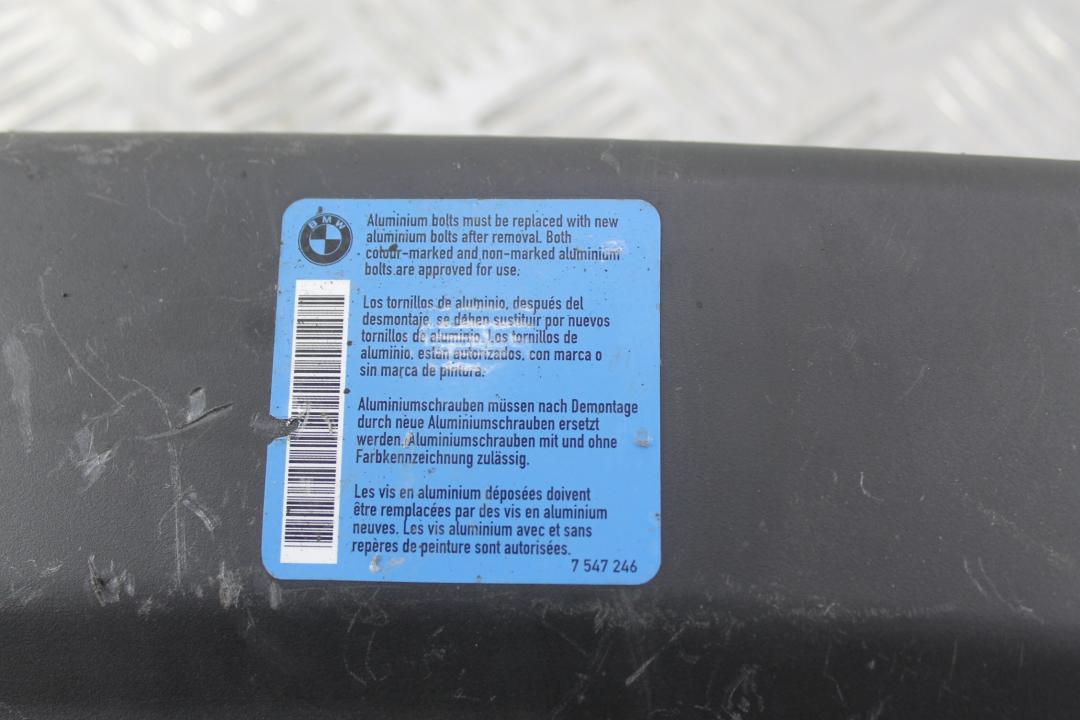 BMW
Aluminium bolts must be replaced with new
aluminium bolts after removal. Both
colour-marked and non-marked aluminium
bolts are approved for use.
Los tornillos de aluminio, después del
desmontaje, se deben sustituir por nuevos
tornillos de aluminio. Los tornillos de
aluminio, están autorizados, con marca o
sin marca de pintura.
Aluminiumschrauben müssen nach Demontage
durch neue Aluminiumschrauben ersetzt
werden. Aluminiumschrauben mit und ohne
Farbkennzeichnung zulässig.
Les vis en aluminium déposées doivent
être remplacées par des vis en aluminium
neuves. Les vis aluminium avec et sans
repères de peinture sont autorisées.
7 547 246